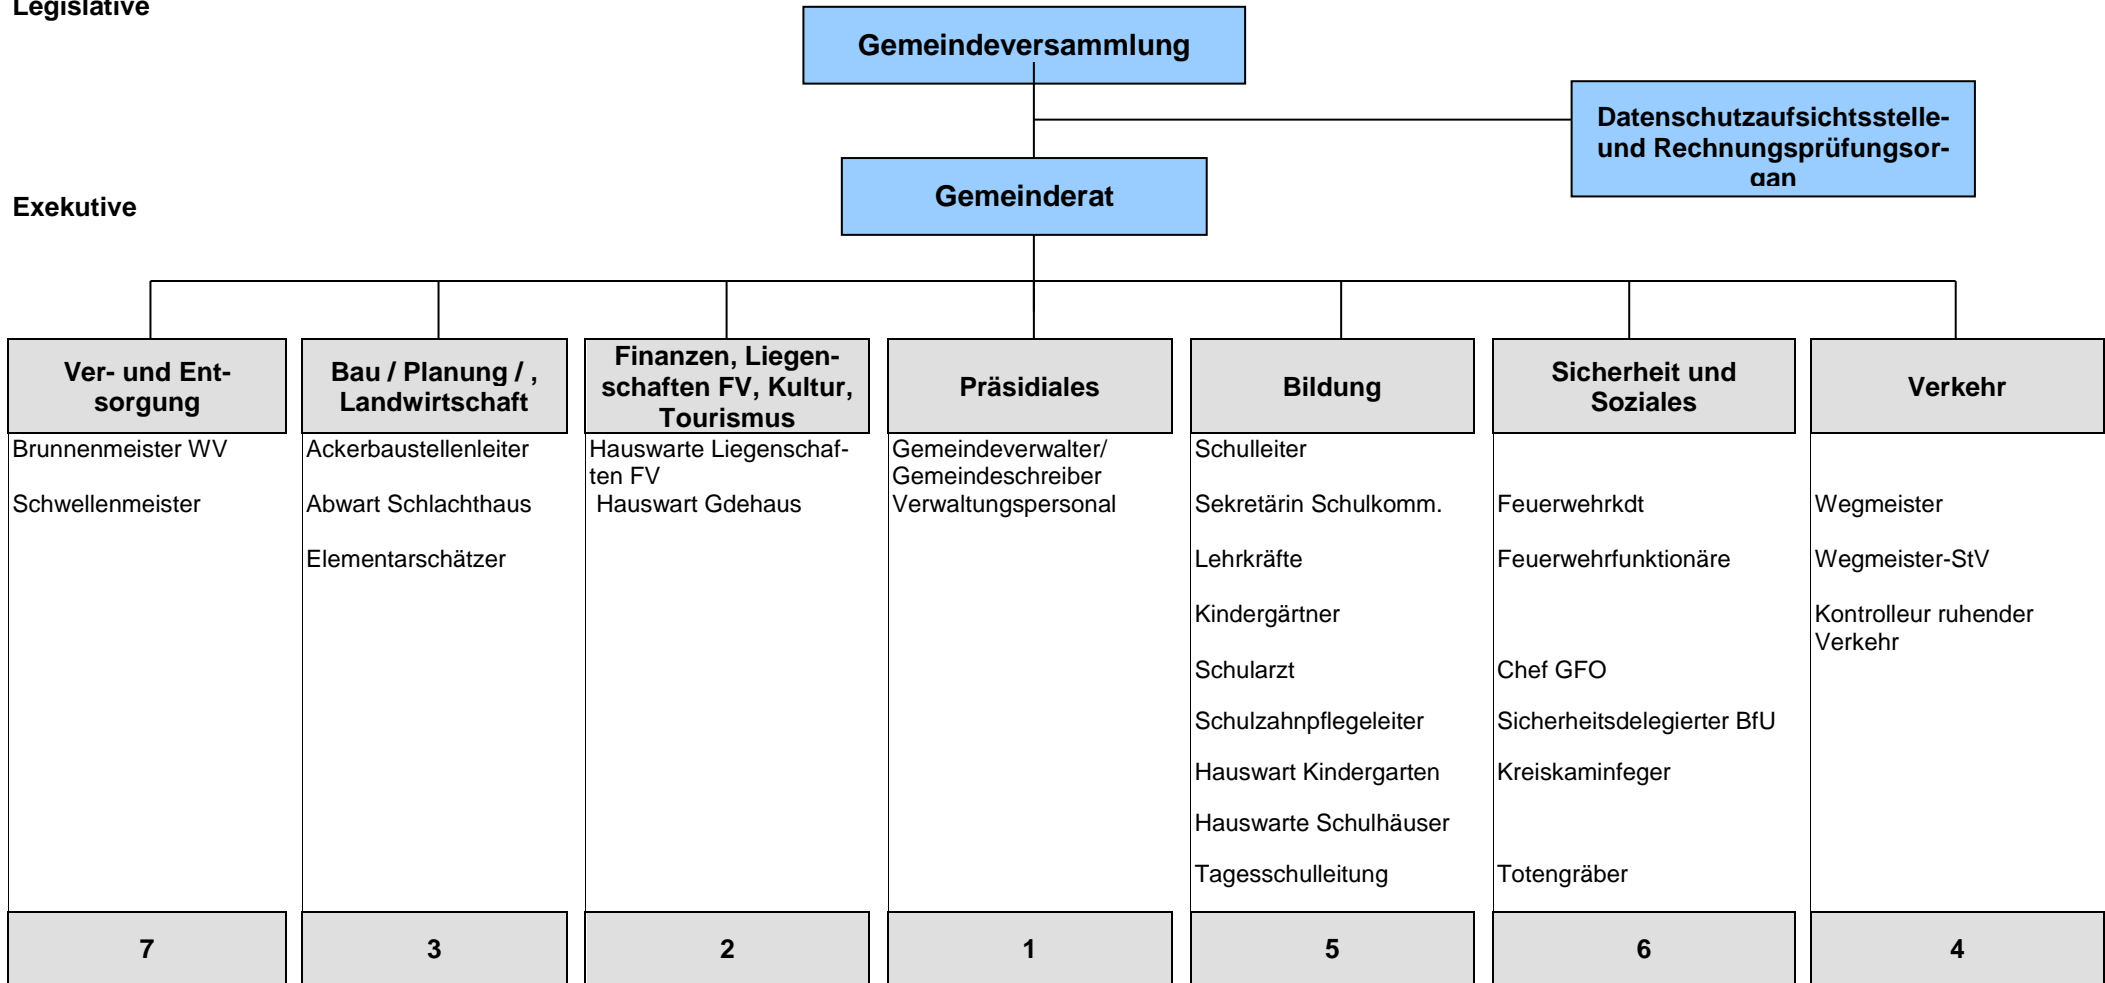 Legislative
Gemeindeversammlung
Datenschutzaufsichtsstelle-
und Rechnungsprüfungsor-
gan
Gemeinderat
Exekutive
Ver- und Ent-
sorgung
Bau / Planung / ,
Landwirtschaft
Finanzen, Liegen-
schaften FV, Kultur,
Tourismus
Präsidiales
Bildung
Sicherheit und
Soziales
Verkehr
Brunnenmeister WV
Schwellenmeister
Ackerbaustellenleiter
Abwart Schlachthaus
Elementarschätzer
Hauswarte Liegenschaf-
ten FV
Hauswart Gdehaus
Gemeindeverwalter/
Gemeindeschreiber
Verwaltungspersonal
Schulleiter
Sekretärin Schulkomm.
Lehrkräfte
Kindergärtner
Schularzt
Schulzahnpflegeleiter
Hauswart Kindergarten
Hauswarte Schulhäuser
Tagesschulleitung
Feuerwehrkdt
Feuerwehrfunktionäre
Chef GFO
Sicherheitsdelegierter BfU
Kreiskaminfeger
Totengräber
Wegmeister
Wegmeister-StV
Kontrolleur ruhender
Verkehr
7
3
2
1
5
6
4